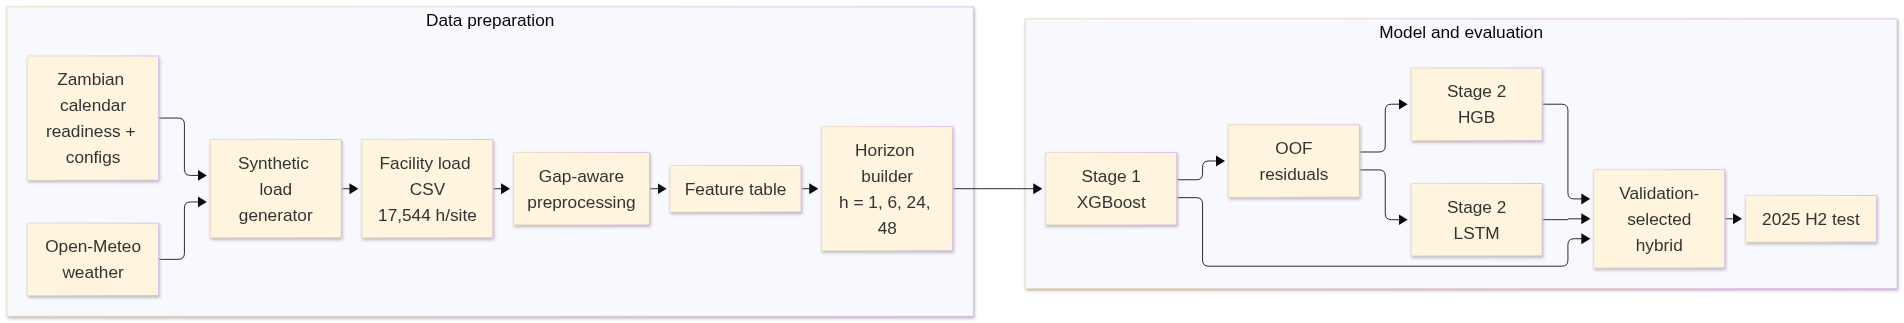 Data preparation
Zambian
calendar
readiness +
configs
Open-Meteo
weather
Synthetic
load
generator
Facility load
CSV
17,544 h/site
Gap-aware
preprocessing
Feature table
Horizon
builder
h = 1, 6, 24,
48
Model and evaluation
Stage 1
XGBoost
OOF
residuals
Stage 2
HGB
Stage 2
LSTM
Validation-
selected
hybrid
2025 H2 test